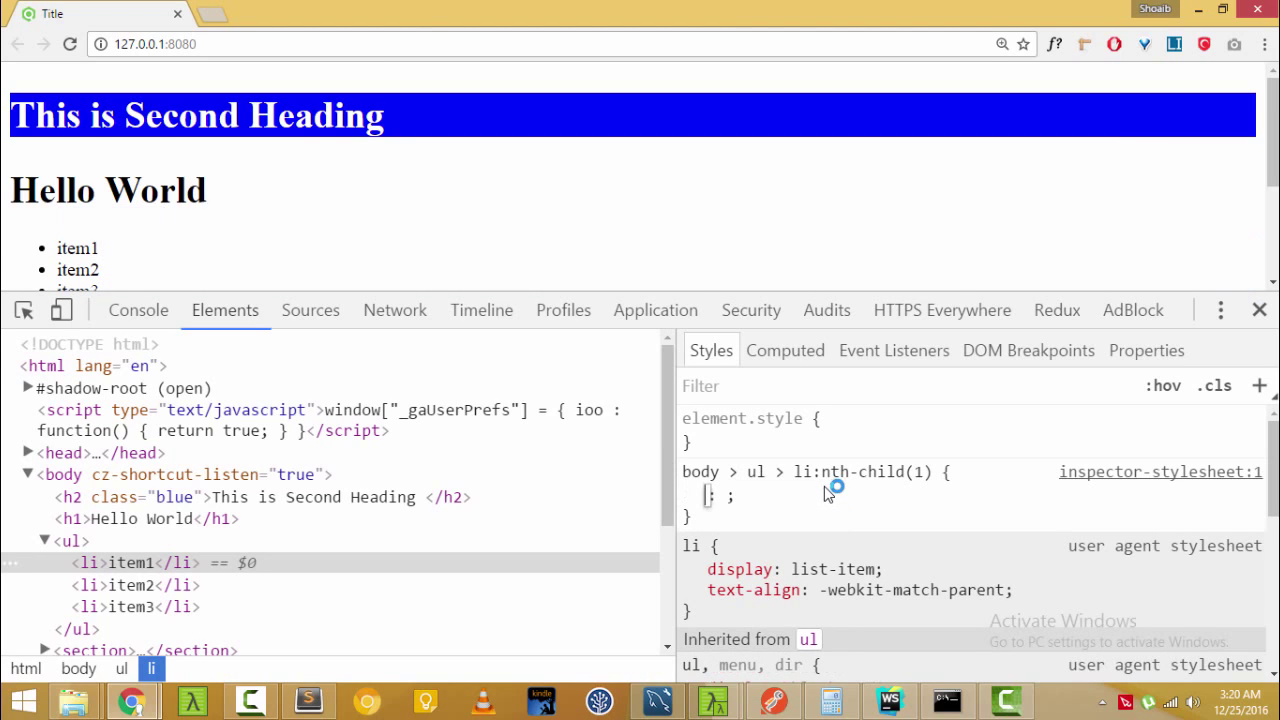 Title
Shoaib
127.0.0.1:8080
f?
LI
This is Second Heading
Hello World
item1
item2
Console Elements Sources Network Timeline Profiles Application Security Audits HTTPS Everywhere Redux AdBlock
<!DOCTYPE html>
<html lang="en">
#shadow-root (open)
<script type="text/javascript">window["_gaUserPrefs"] = { ioo :
function() { return true; } }</script>
<head>…</head>
<body cz-shortcut-listen="true">
<h2 class="blue">This is Second Heading </h2>
<h1>Hello World</h1>
<ul>
<li>item1</li> == $0
<li>item2</li>
<li>item3</li>
</ul>
<section>…</section>
html body ul li
Styles Computed Event Listeners DOM Breakpoints Properties
Filter :hov .cls +
element.style {
}
body > ul > li:nth-child(1) { inspector-stylesheet:1
: ;
}
li { user agent stylesheet
display: list-item;
text-align: -webkit-match-parent;
}
Activate Windows
Go to PC settings to activate Windows.
Inherited from ul
ul, menu, dir { user agent stylesheet
kindle
3:20 AM
12/25/2016